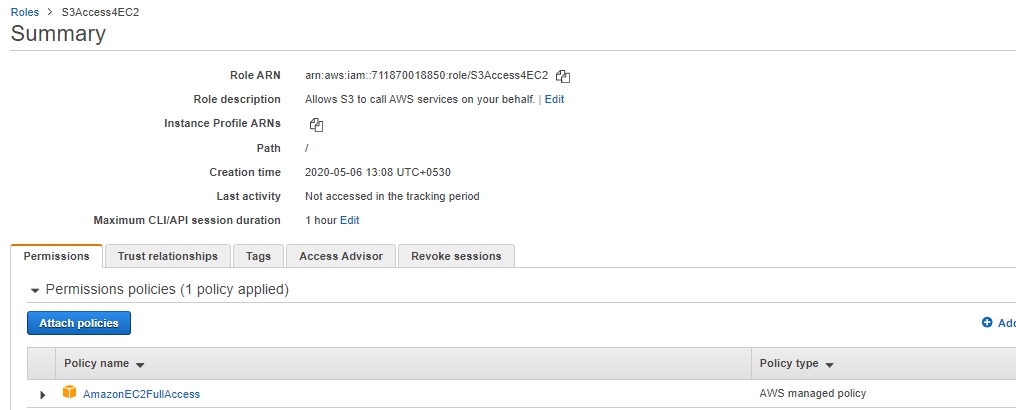 Roles > S3Access4EC2
Summary
Role ARN arn:aws:iam::711870018850:role/S3Access4EC2
Role description Allows S3 to call AWS services on your behalf. | Edit
Instance Profile ARNs
Path /
Creation time 2020-05-06 13:08 UTC+0530
Last activity Not accessed in the tracking period
Maximum CLI/API session duration 1 hour Edit
Permissions Trust relationships Tags Access Advisor Revoke sessions
Permissions policies (1 policy applied)
Attach policies Add
Policy name Policy type
AmazonEC2FullAccess AWS managed policy